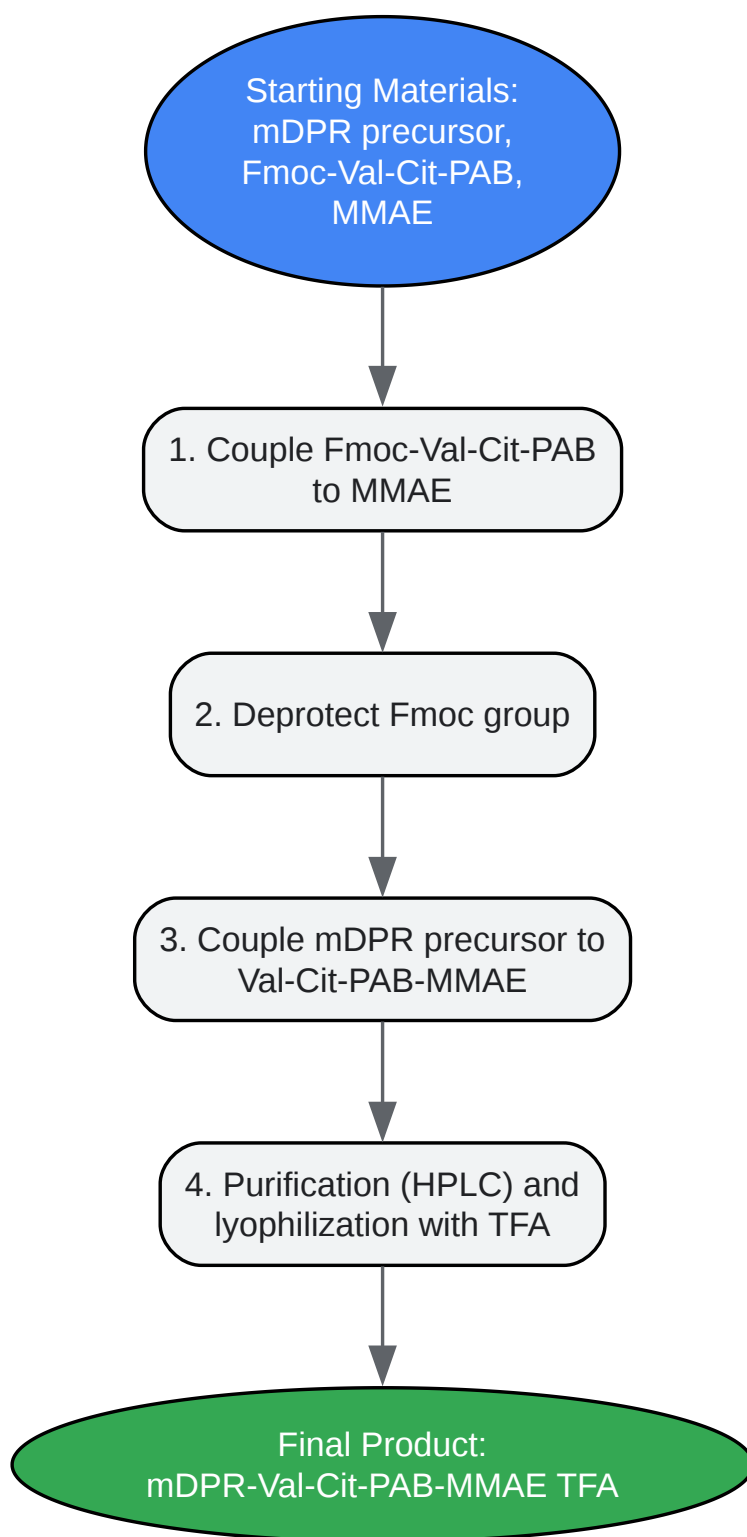 Starting Materials:
mDPR precursor,
Fmoc-Val-Cit-PAB,
MMAE
1. Couple Fmoc-Val-Cit-PAB
to MMAE
2. Deprotect Fmoc group
3. Couple mDPR precursor to
Val-Cit-PAB-MMAE
4. Purification (HPLC) and
lyophilization with TFA
Final Product:
mDPR-Val-Cit-PAB-MMAE TFA